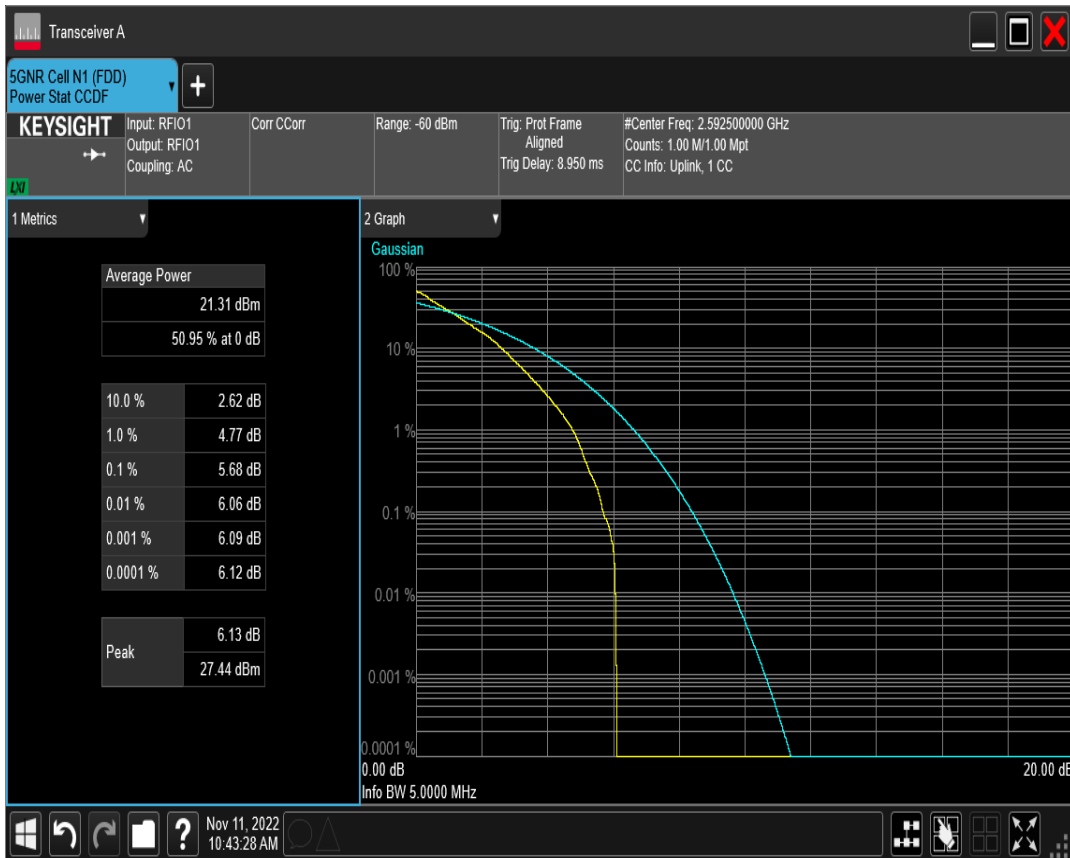 Transceiver A
5GNR Cell N1 (FDD)
Power Stat CCDF
+
KEYSIGHT
LXI
Input: RFIO1
Output: RFIO1
Coupling: AC
Corr CCorr
Range: -60 dBm
Trig: Prot Frame
Aligned
Trig Delay: 8.950 ms
#Center Freq: 2.592500000 GHz
Counts: 1.00 M/1.00 Mpt
CC Info: Uplink, 1 CC
1 Metrics
Average Power
21.31 dBm
50.95 % at 0 dB
10.0 % 2.62 dB
1.0 % 4.77 dB
0.1 % 5.68 dB
0.01 % 6.06 dB
0.001 % 6.09 dB
0.0001 % 6.12 dB
Peak 6.13 dB
27.44 dBm
2 Graph
Gaussian
100 %
10 %
1 %
0.1 %
0.01 %
0.001 %
0.0001 %
0.00 dB 20.00 dB
Info BW 5.0000 MHz
?
Nov 11, 2022
10:43:28 AM